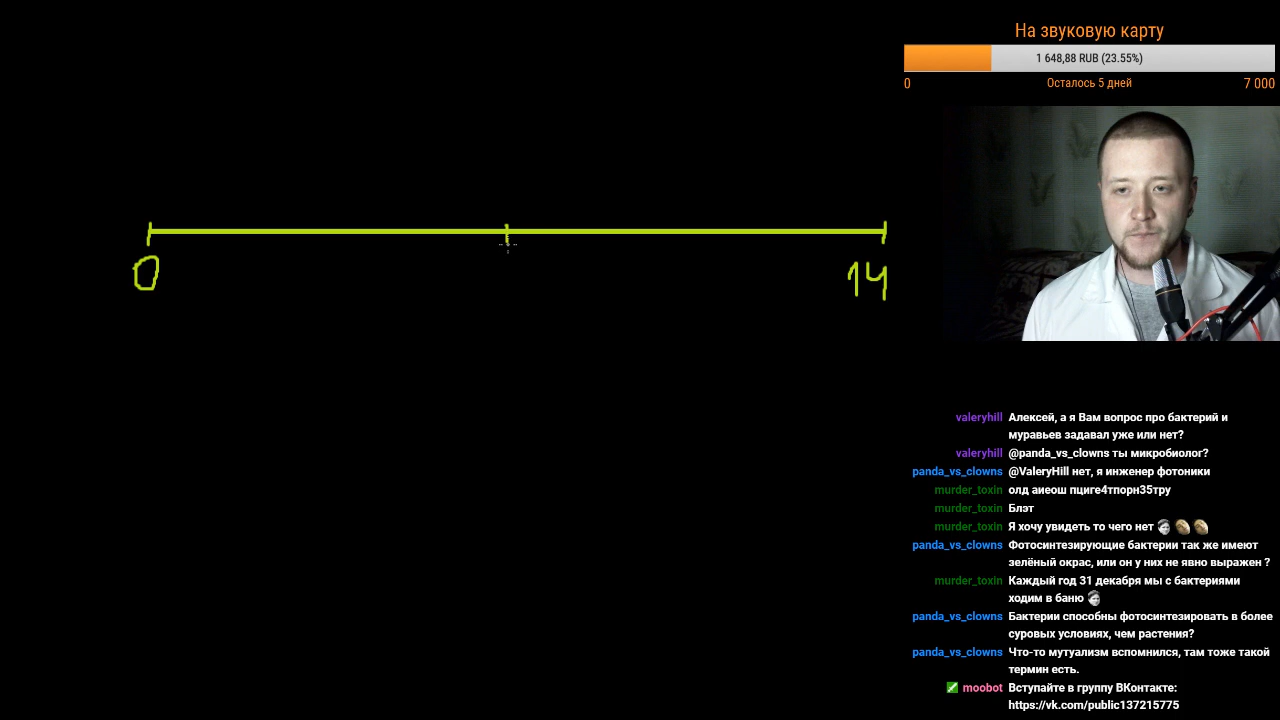 На звуковую карту
1 648,88 RUB (23.55%)
0 Осталось 5 дней 7 000
0 14
valeryhill Алексей, а я Вам вопрос про бактерий и
муравьев задавал уже или нет?
valeryhill @panda_vs_clowns ты микробиолог?
panda_vs_clowns @ValeryHill нет, я инженер фотоники
murder_toxin олд аиеош пциге4тпорн35тру
murder_toxin Блэт
murder_toxin Я хочу увидеть то чего нет
panda_vs_clowns Фотосинтезирующие бактерии так же имеют
зелёный окрас, или он у них не явно выражен ?
murder_toxin Каждый год 31 декабря мы с бактериями
ходим в баню
panda_vs_clowns Бактерии способны фотосинтезировать в более
суровых условиях, чем растения?
panda_vs_clowns Что-то мутуализм вспомнился, там тоже такой
термин есть.
moobot Вступайте в группу ВКонтакте:
https://vk.com/public137215775